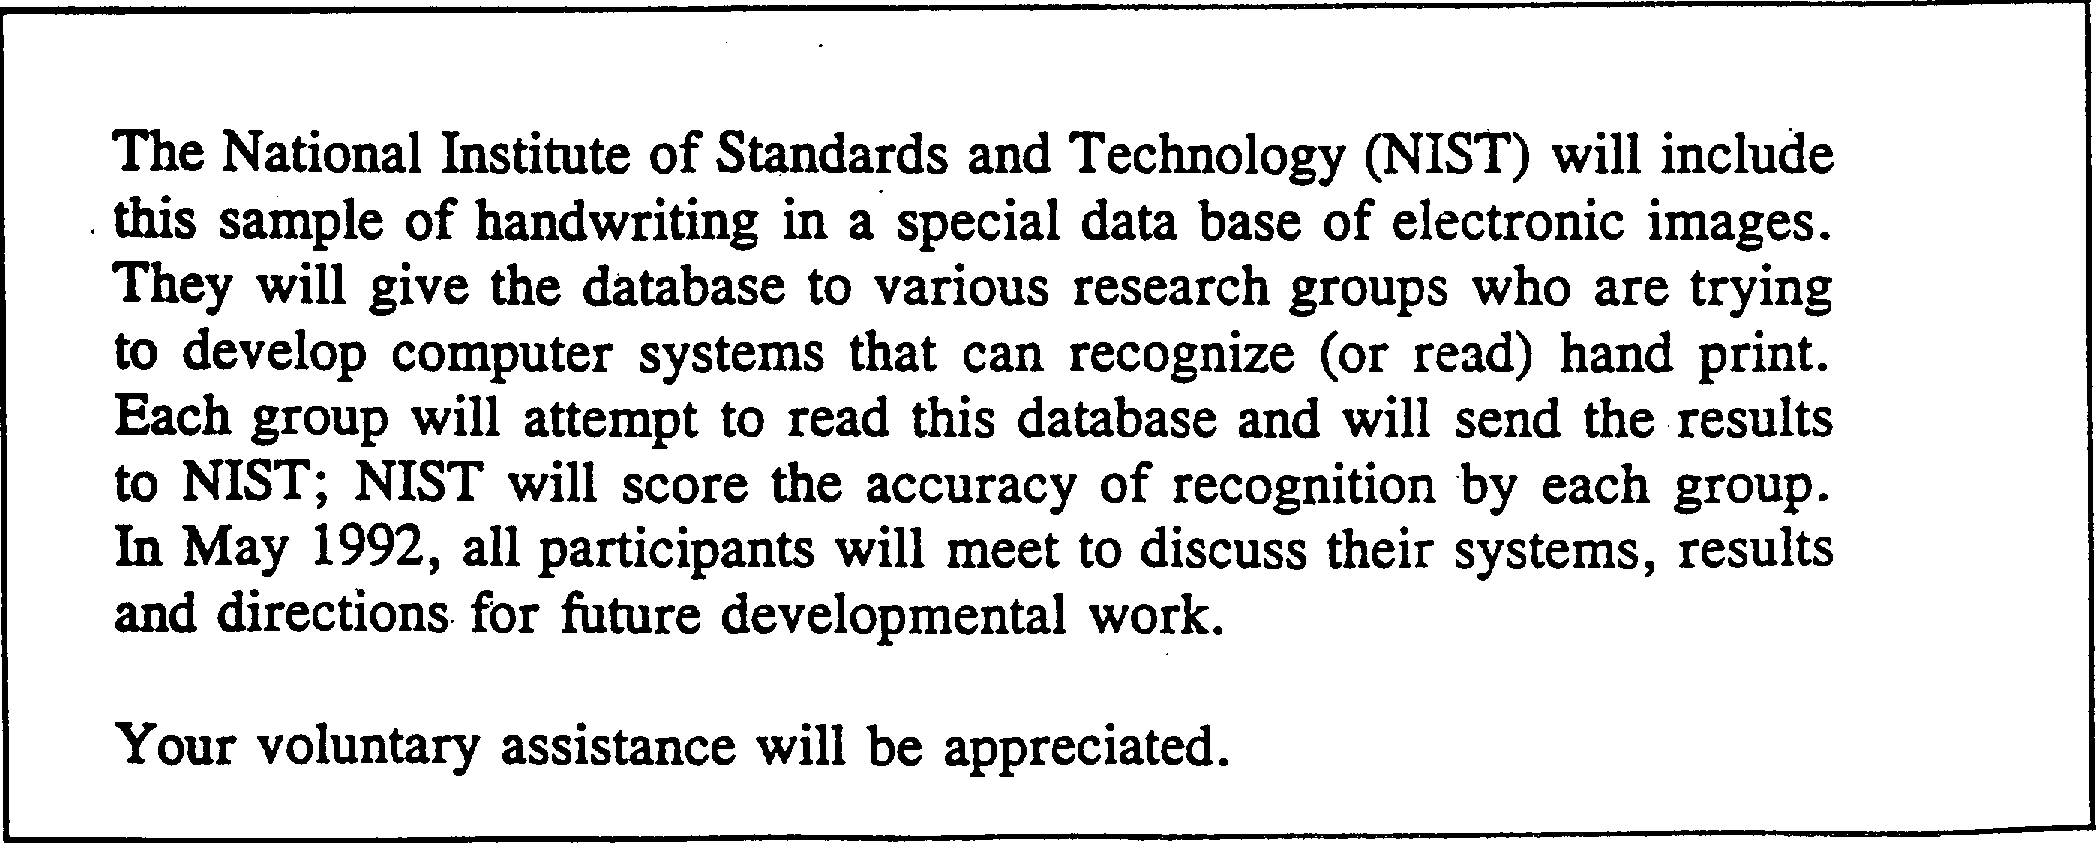 The National Institute of Standards and Technology (NIST) will include
this sample of handwriting in a special data base of electronic images.
They will give the database to various research groups who are trying
to develop computer systems that can recognize (or read) hand print.
Each group will attempt to read this database and will send the results
to NIST; NIST will score the accuracy of recognition by each group.
In May 1992, all participants will meet to discuss their systems, results
and directions for future developmental work.
Your voluntary assistance will be appreciated.